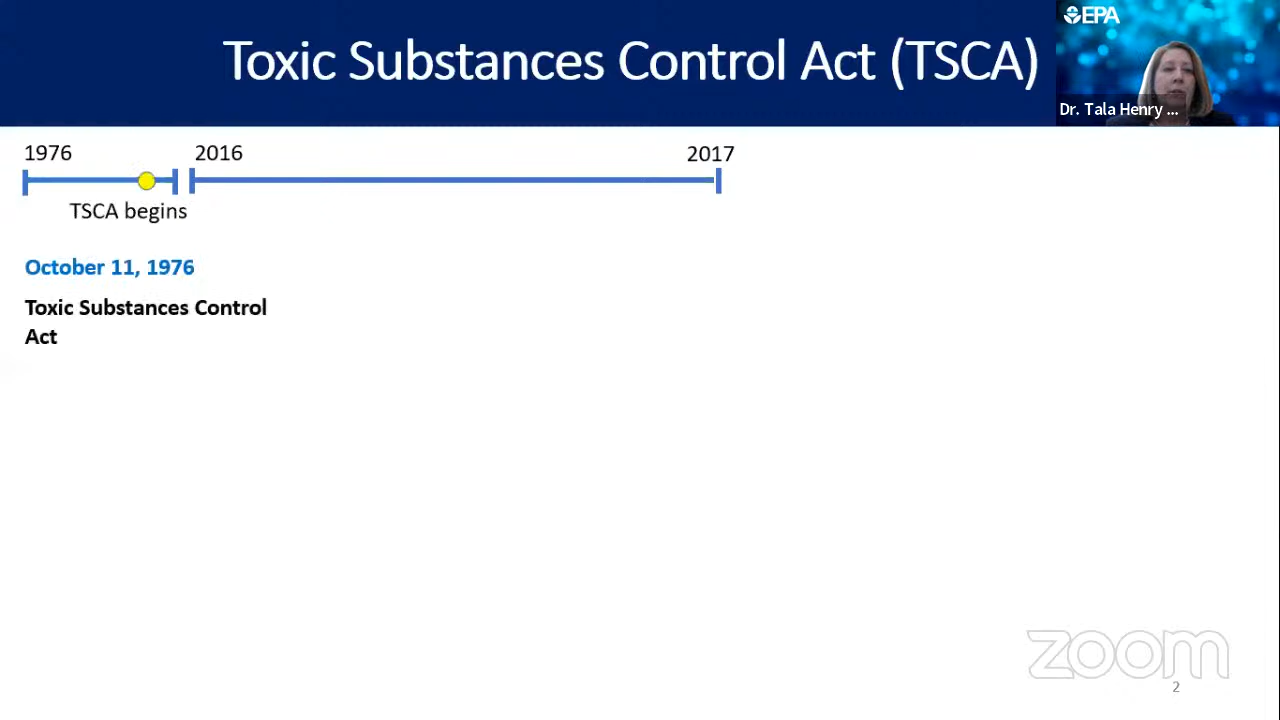 Toxic Substances Control Act (TSCA)
EPA
Dr. Tala Henry ...
1976
2016
2017
TSCA begins
October 11, 1976
Toxic Substances Control
Act
zoom
2